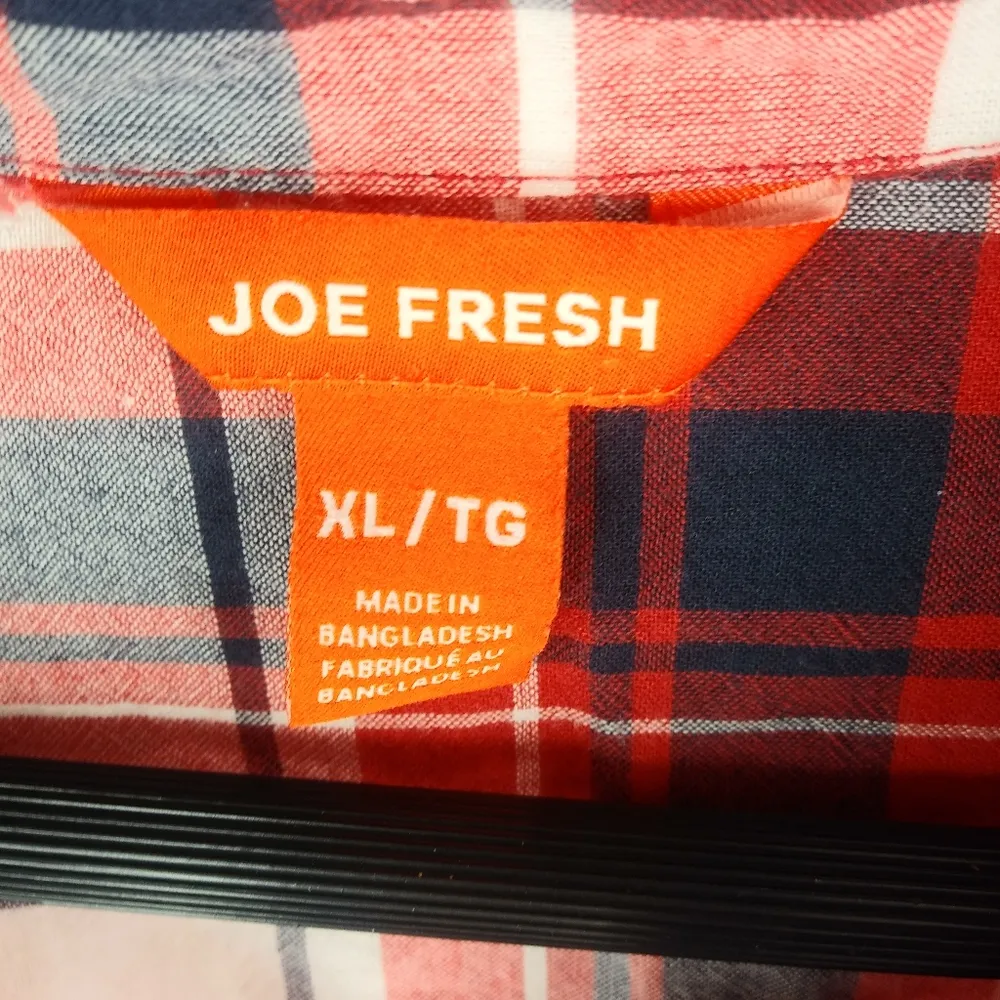 JOE FRESH
XL / TG
MADE IN
BANGLADESH
FABRIQUÉ AU
BANGLADESH